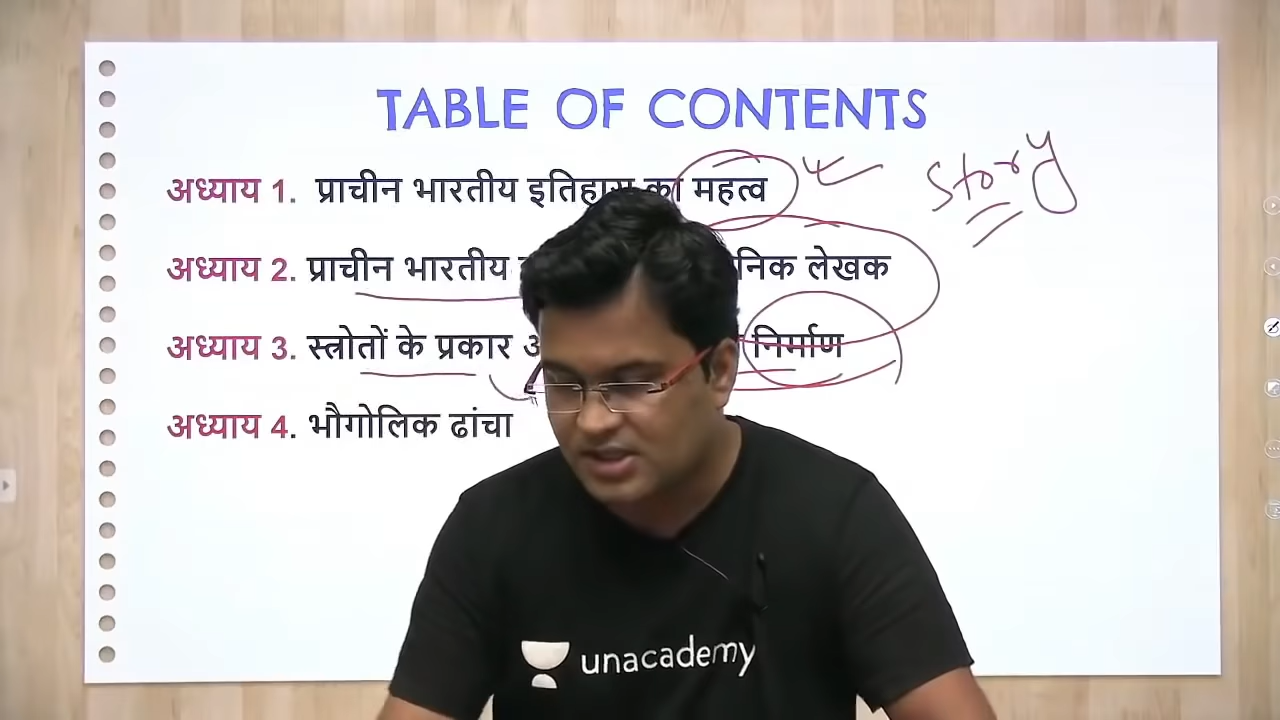 TABLE OF CONTENTS
अध्याय 1. प्राचीन भारतीय इतिहास का महत्व
Story
अध्याय 2. प्राचीन भारतीय लेखक
अध्याय 3. स्त्रोतों के प्रकार निर्माण
अध्याय 4. भौगोलिक ढांचा
unacademy